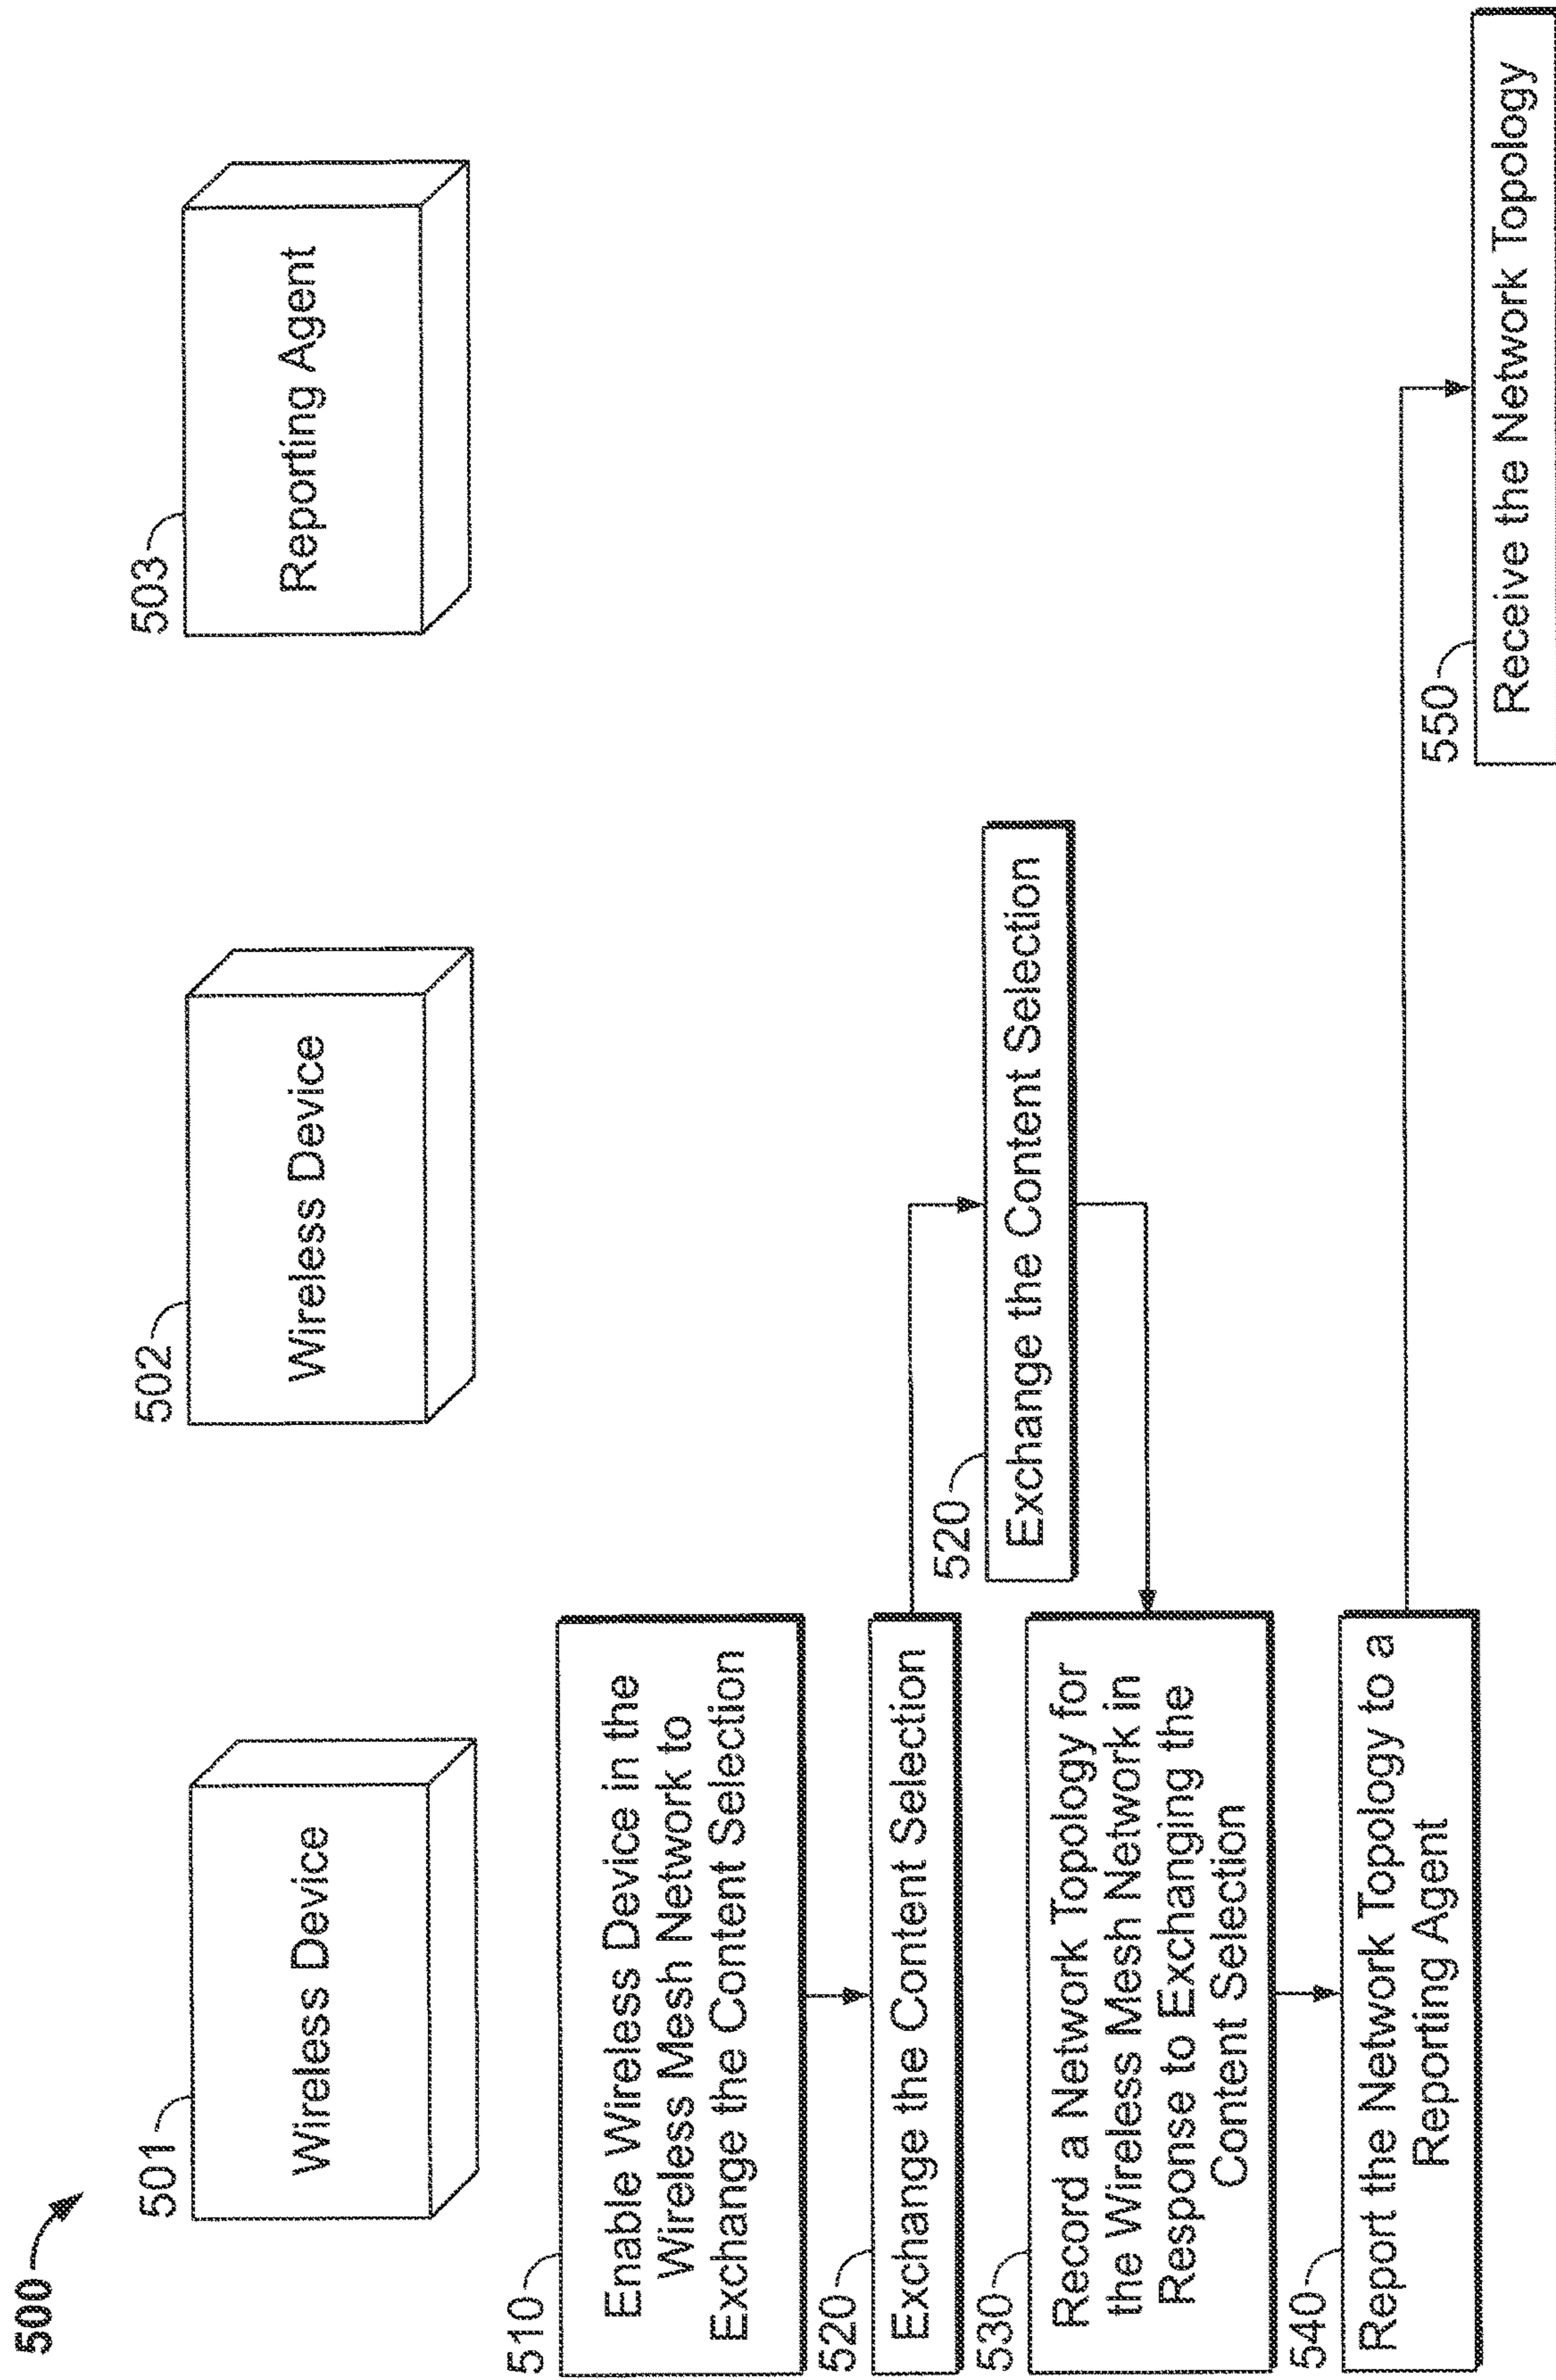 500
501
Wireless Device
502
Wireless Device
503
Reporting Agent
510
Enable Wireless Device in the
Wireless Mesh Network to
Exchange the Content Selection
520
Exchange the Content Selection
520
Exchange the Content Selection
530
Record a Network Topology for
the Wireless Mesh Network in
Response to Exchanging the
Content Selection
540
Report the Network Topology to a
Reporting Agent
550
Receive the Network Topology